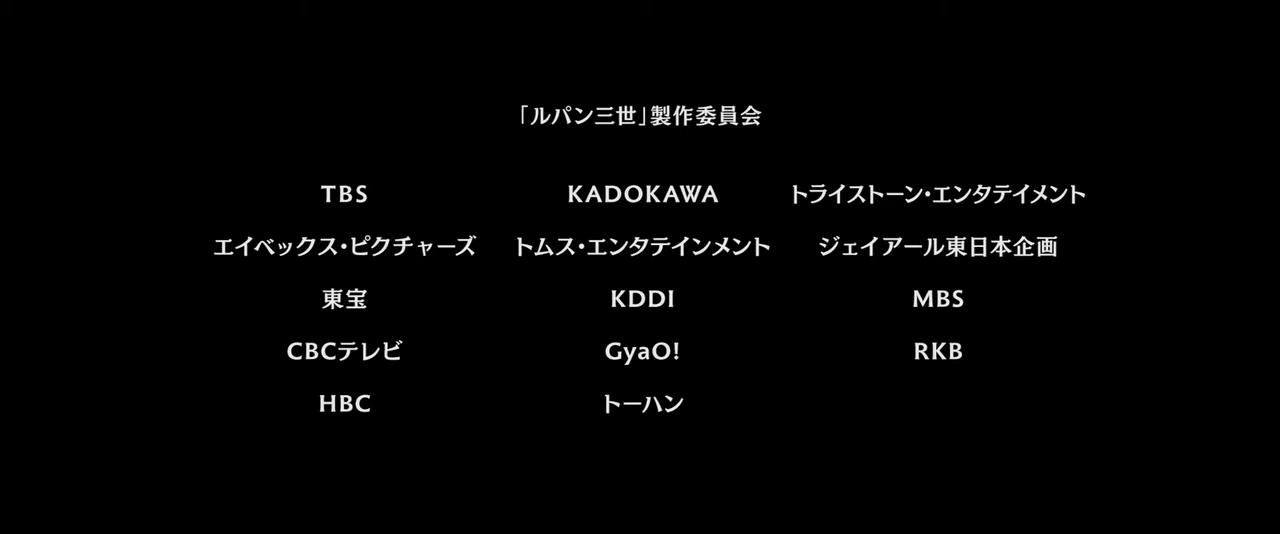 「ルパン三世」製作委員会
TBS KADOKAWA トライストーン・エンタテイメント
エイベックス・ピクチャーズ トムス・エンタテインメント ジェイアール東日本企画
東宝 KDDI MBS
CBCテレビ GyaO! RKB
HBC トーハン